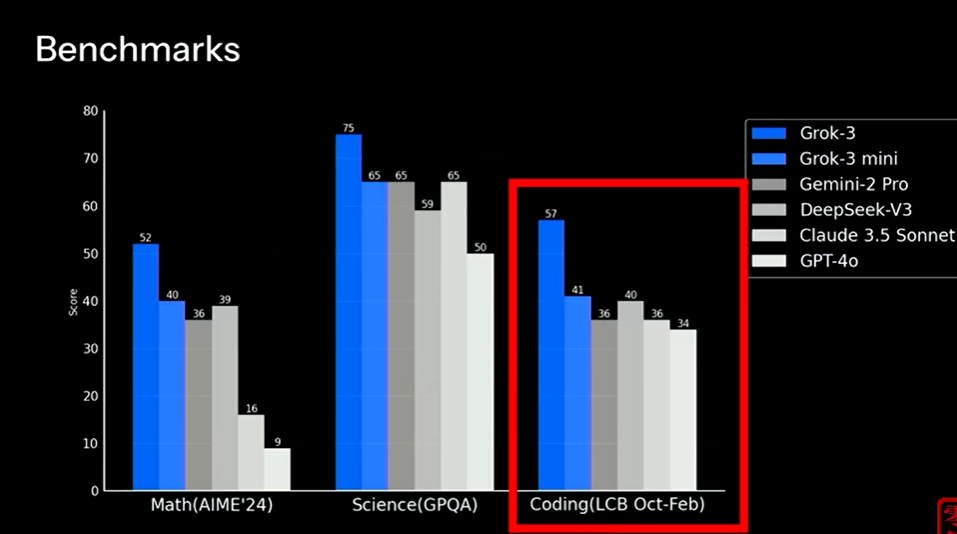 Benchmarks
80
70
60
50
40
30
20
10
0
Score
52
40
36
39
16
9
75
65
65
59
65
50
57
41
36
40
36
34
Math(AIME'24)
Science(GPQA)
Coding(LCB Oct-Feb)
Grok-3
Grok-3 mini
Gemini-2 Pro
DeepSeek-V3
Claude 3.5 Sonnet
GPT-4o